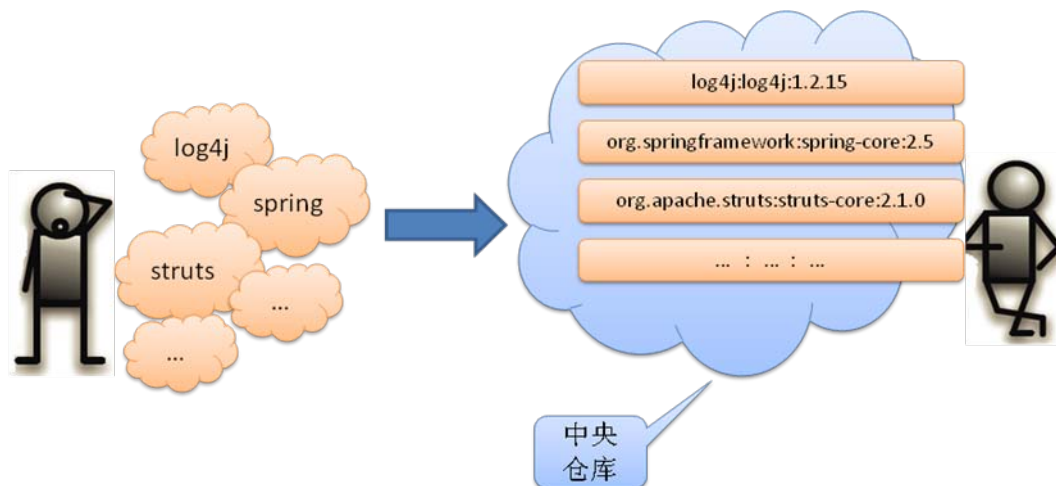 log4j
spring
struts
...
...
log4j:log4j:1.2.15
org.springframework:spring-core:2.5
org.apache.struts:struts-core:2.1.0
... : ... : ...
中央
仓库